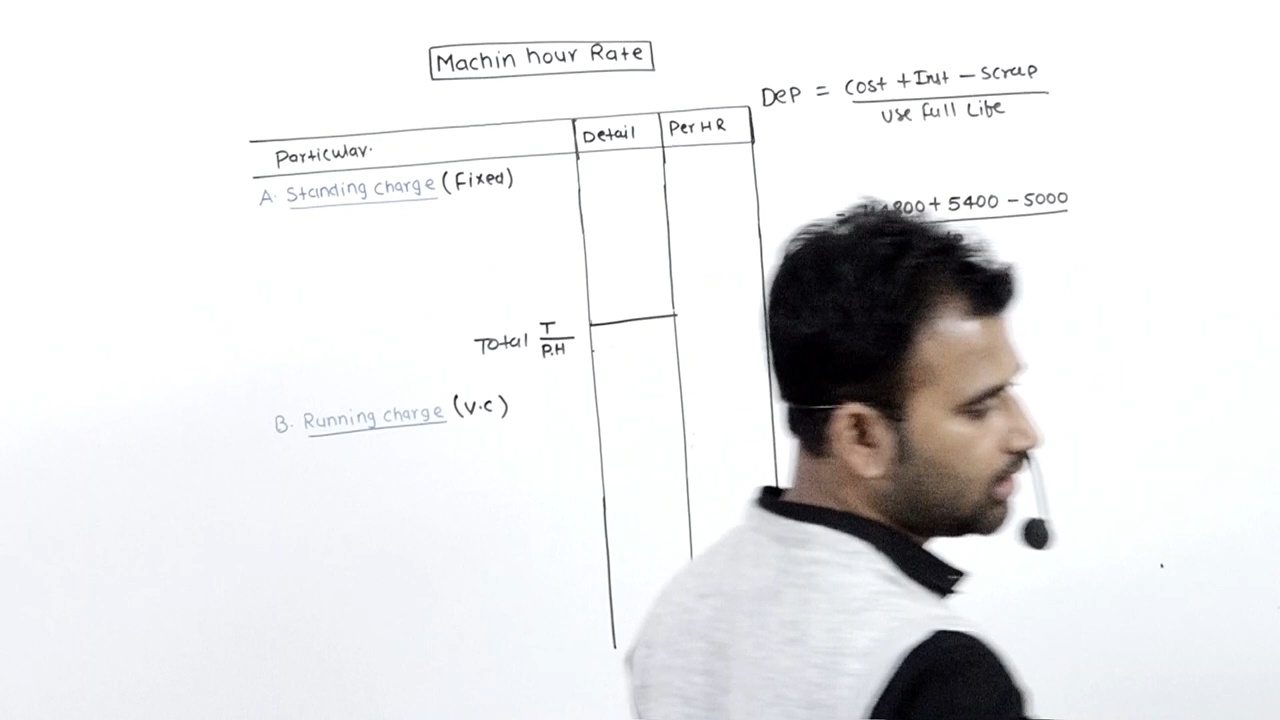 Machin hour Rate
Dep = Cost + Inst - Scrap
Use full Life
Particular. Detail Per HR
A. Standing charge (Fixed)
+ 5400 - 5000
Total T
P.H
B. Running charge (V.C)